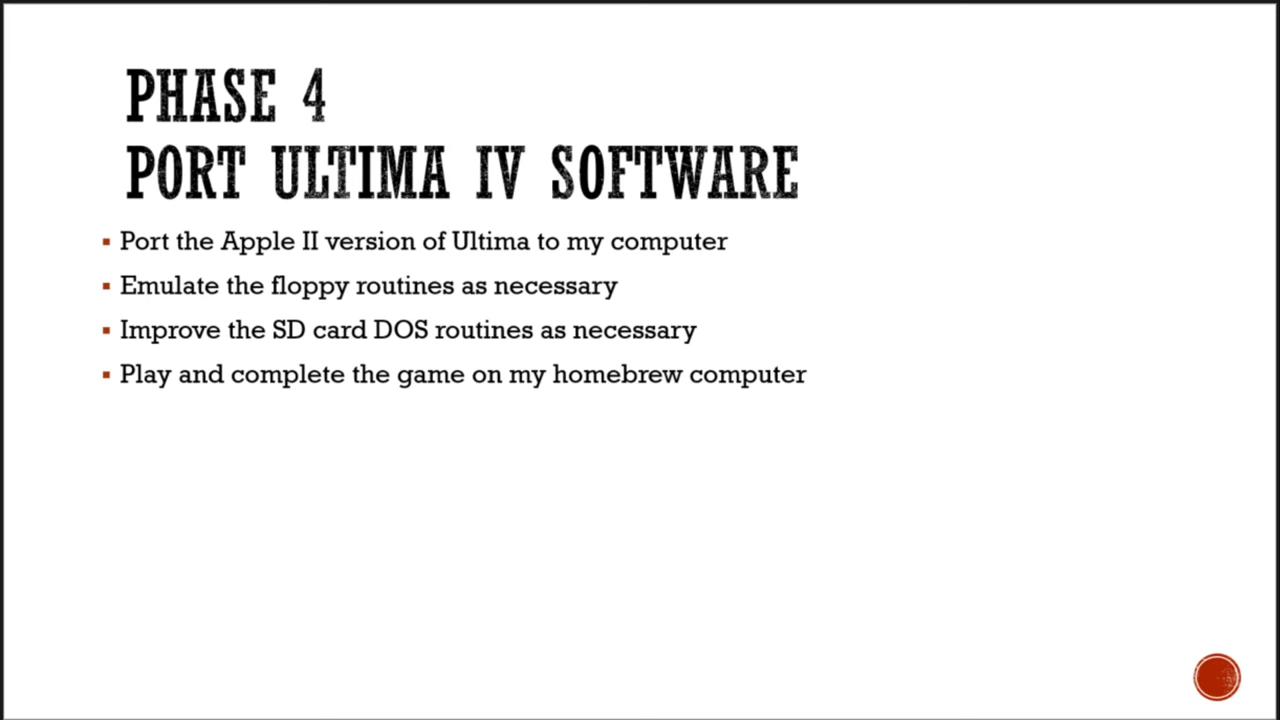 PHASE 4
PORT ULTIMA IV SOFTWARE
▪ Port the Apple II version of Ultima to my computer
▪ Emulate the floppy routines as necessary
▪ Improve the SD card DOS routines as necessary
▪ Play and complete the game on my homebrew computer